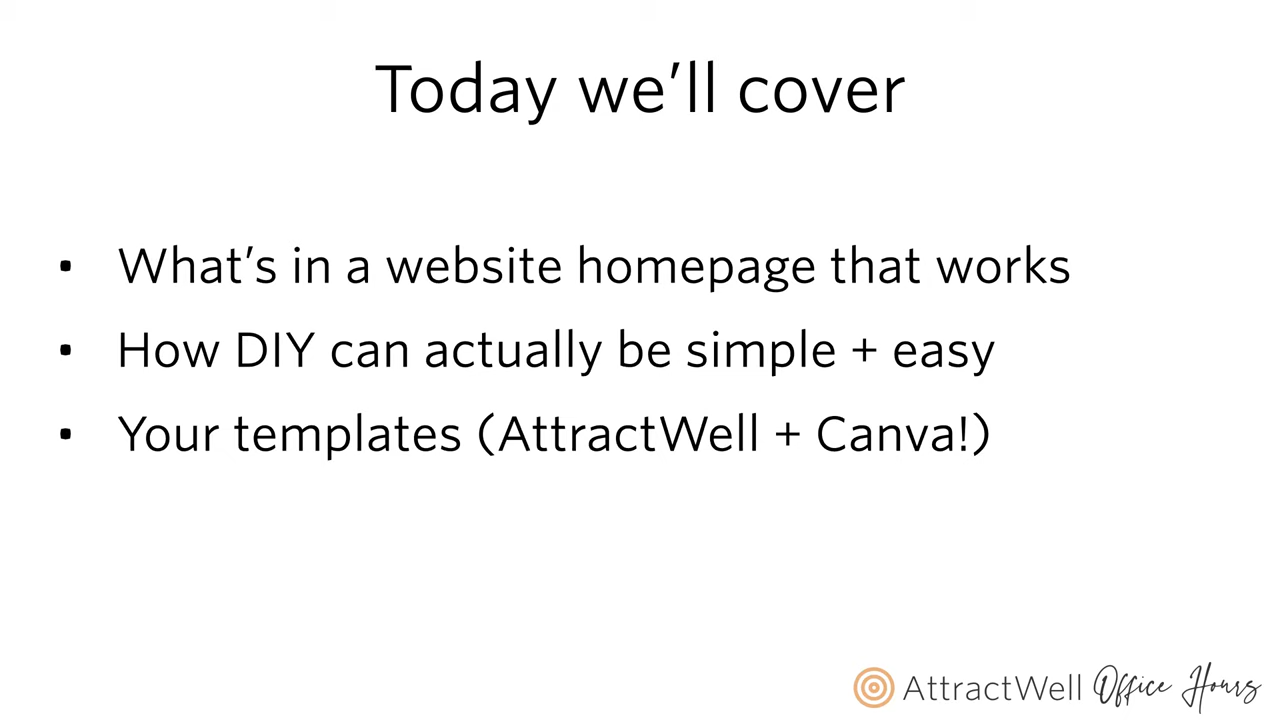 Today we’ll cover
• What’s in a website homepage that works
• How DIY can actually be simple + easy
• Your templates (AttractWell + Canva!)
AttractWell Office Hours